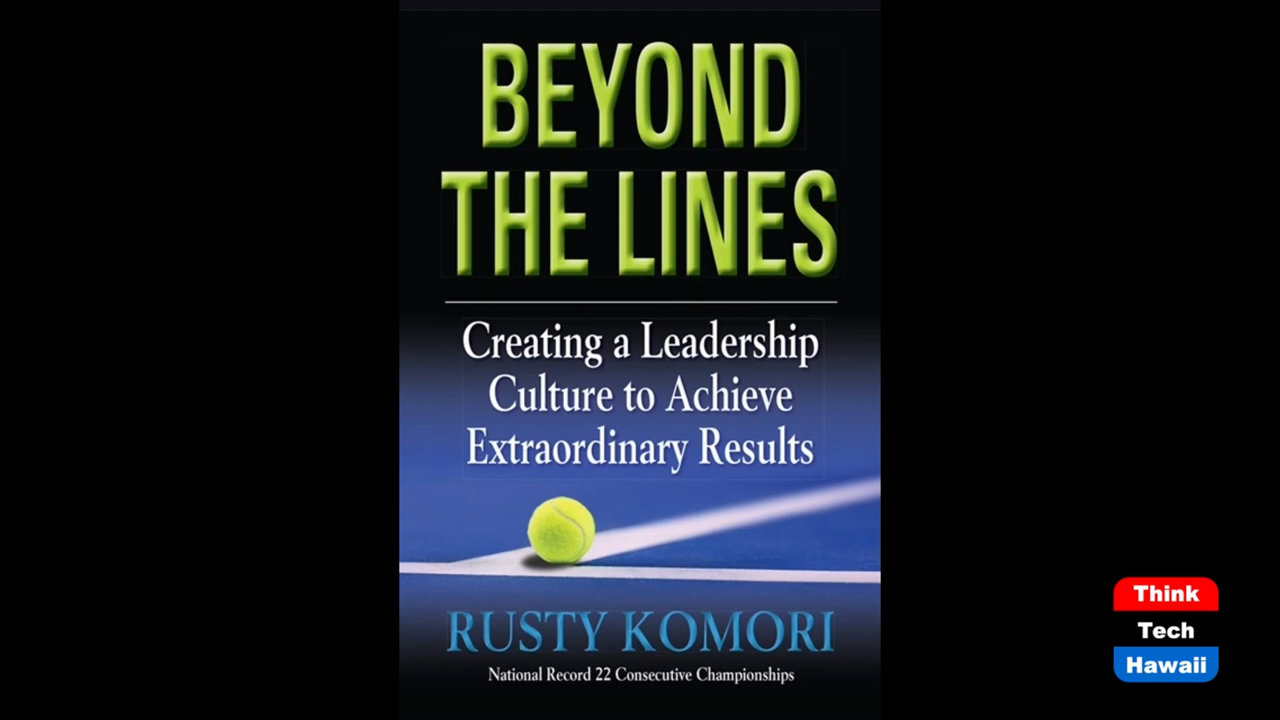 BEYOND
THE LINES
Creating a Leadership
Culture to Achieve
Extraordinary Results
RUSTY KOMORI
National Record 22 Consecutive Championships
Think
Tech
Hawaii